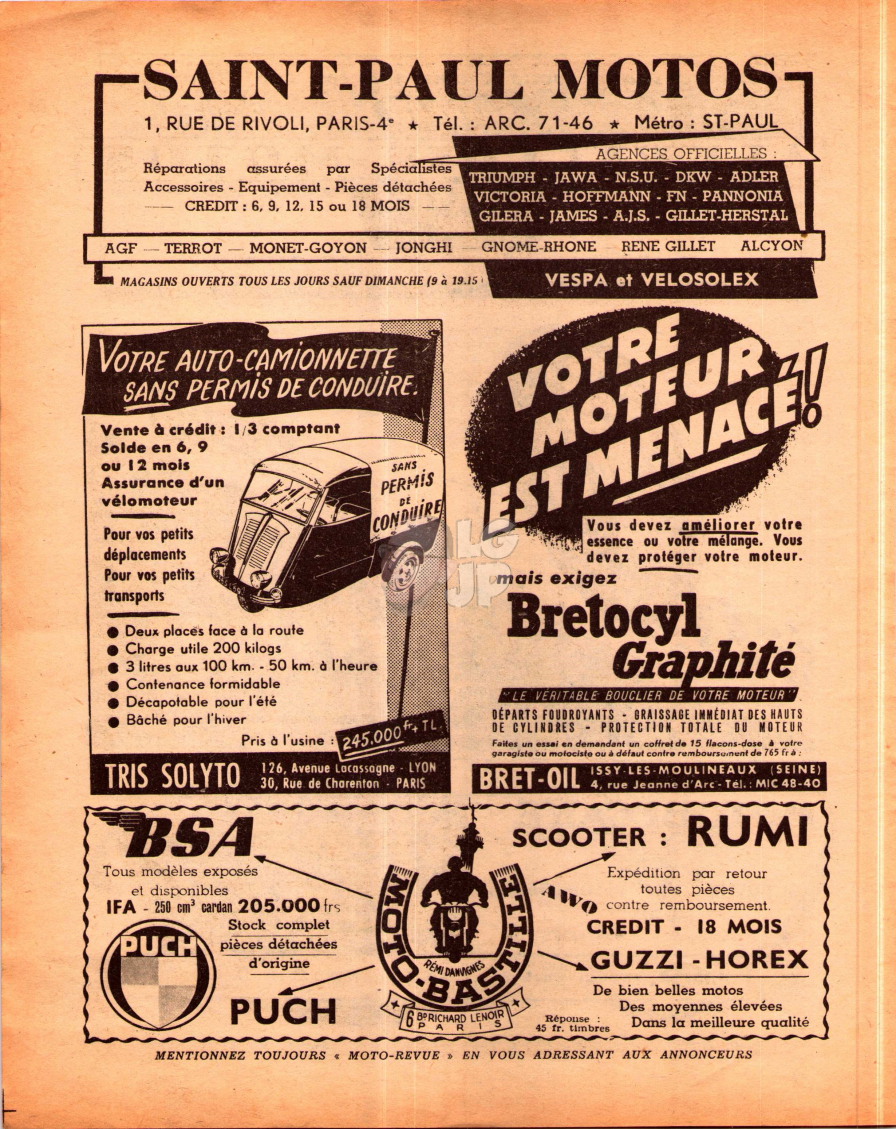 SAINT-PAUL MOTOS
1, RUE DE RIVOLI, PARIS-4e ★ Tél. : ARC. 71-46 ★ Métro : ST-PAUL
Réparations assurées par Spécialistes
Accessoires - Equipement - Pièces détachées
CREDIT : 6, 9, 12, 15 ou 18 MOIS
AGENCES OFFICIELLES :
TRIUMPH - JAWA - N.S.U. - DKW - ADLER
VICTORIA - HOFFMANN - FN - PANNONIA
GILERA - JAMES - A.J.S. - GILLET-HERSTAL
AGF — TERROT — MONET-GOYON — JONGHI — GNOME-RHONE RENE GILLET ALCYON
MAGASINS OUVERTS TOUS LES JOURS SAUF DIMANCHE (9 à 19.15
VESPA et VELOSOLEX
VOTRE AUTO-CAMIONNETTE
SANS PERMIS DE CONDUIRE.
Vente à crédit : 1/3 comptant
Solde en 6, 9
ou 12 mois
Assurance d'un
vélomoteur
Pour vos petits
déplacements
Pour vos petits
transports
SANS
PERMIS
DE
CONDUIRE
● Deux places face à la route
● Charge utile 200 kilogs
● 3 litres aux 100 km. - 50 km. à l'heure
● Contenance formidable
● Décapotable pour l'été
● Bâché pour l'hiver
Pris à l'usine : 245.000 fr + TL.
TRIS SOLYTO
126, Avenue Lacassagne - LYON
30, Rue de Charenton - PARIS
VOTRE
MOTEUR
EST MENACÉ!
Vous devez améliorer votre
essence ou votre mélange. Vous
devez protéger votre moteur.
mais exigez
Bretocyl
Graphité
"LE VÉRITABLE BOUCLIER DE VOTRE MOTEUR"
DÉPARTS FOUDROYANTS - GRAISSAGE IMMÉDIAT DES HAUTS
DE CYLINDRES - PROTECTION TOTALE DU MOTEUR
Faites un essai en demandant un coffret de 15 flacons-dose à votre
garagiste ou motociste ou à défaut contre remboursement de 765 fr à :
BRET-OIL
ISSY-LES-MOULINEAUX (SEINE)
4, rue Jeanne d'Arc - Tél. : MIC 48-40
LG
JP
BSA
Tous modèles exposés
et disponibles
IFA - 250 cm3 cardan 205.000 frs
Stock complet
pièces détachées
d'origine
PUCH
PUCH
MOTO-BASTILLE
RÉMI DANVIGNES
6 Bd RICHARD LENOIR
PARIS
SCOOTER : RUMI
AWO
Expédition par retour
toutes pièces
contre remboursement.
CREDIT - 18 MOIS
GUZZI - HOREX
De bien belles motos
Des moyennes élevées
Dans la meilleure qualité
Réponse :
45 fr. timbres
MENTIONNEZ TOUJOURS « MOTO-REVUE » EN VOUS ADRESSANT AUX ANNONCEURS